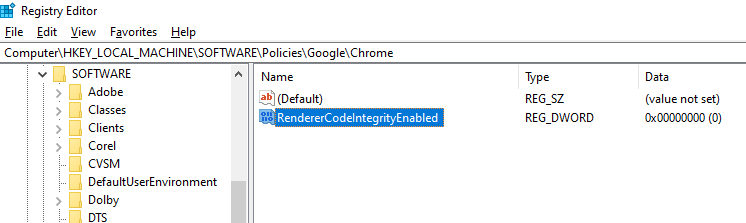 Registry Editor
File Edit View Favorites Help
Computer\HKEY_LOCAL_MACHINE\SOFTWARE\Policies\Google\Chrome
SOFTWARE
Adobe
Classes
Clients
Corel
CVSM
DefaultUserEnvironment
Dolby
DTS
Name Type Data
ab (Default) REG_SZ (value not set)
RendererCodeIntegrityEnabled REG_DWORD 0x00000000 (0)